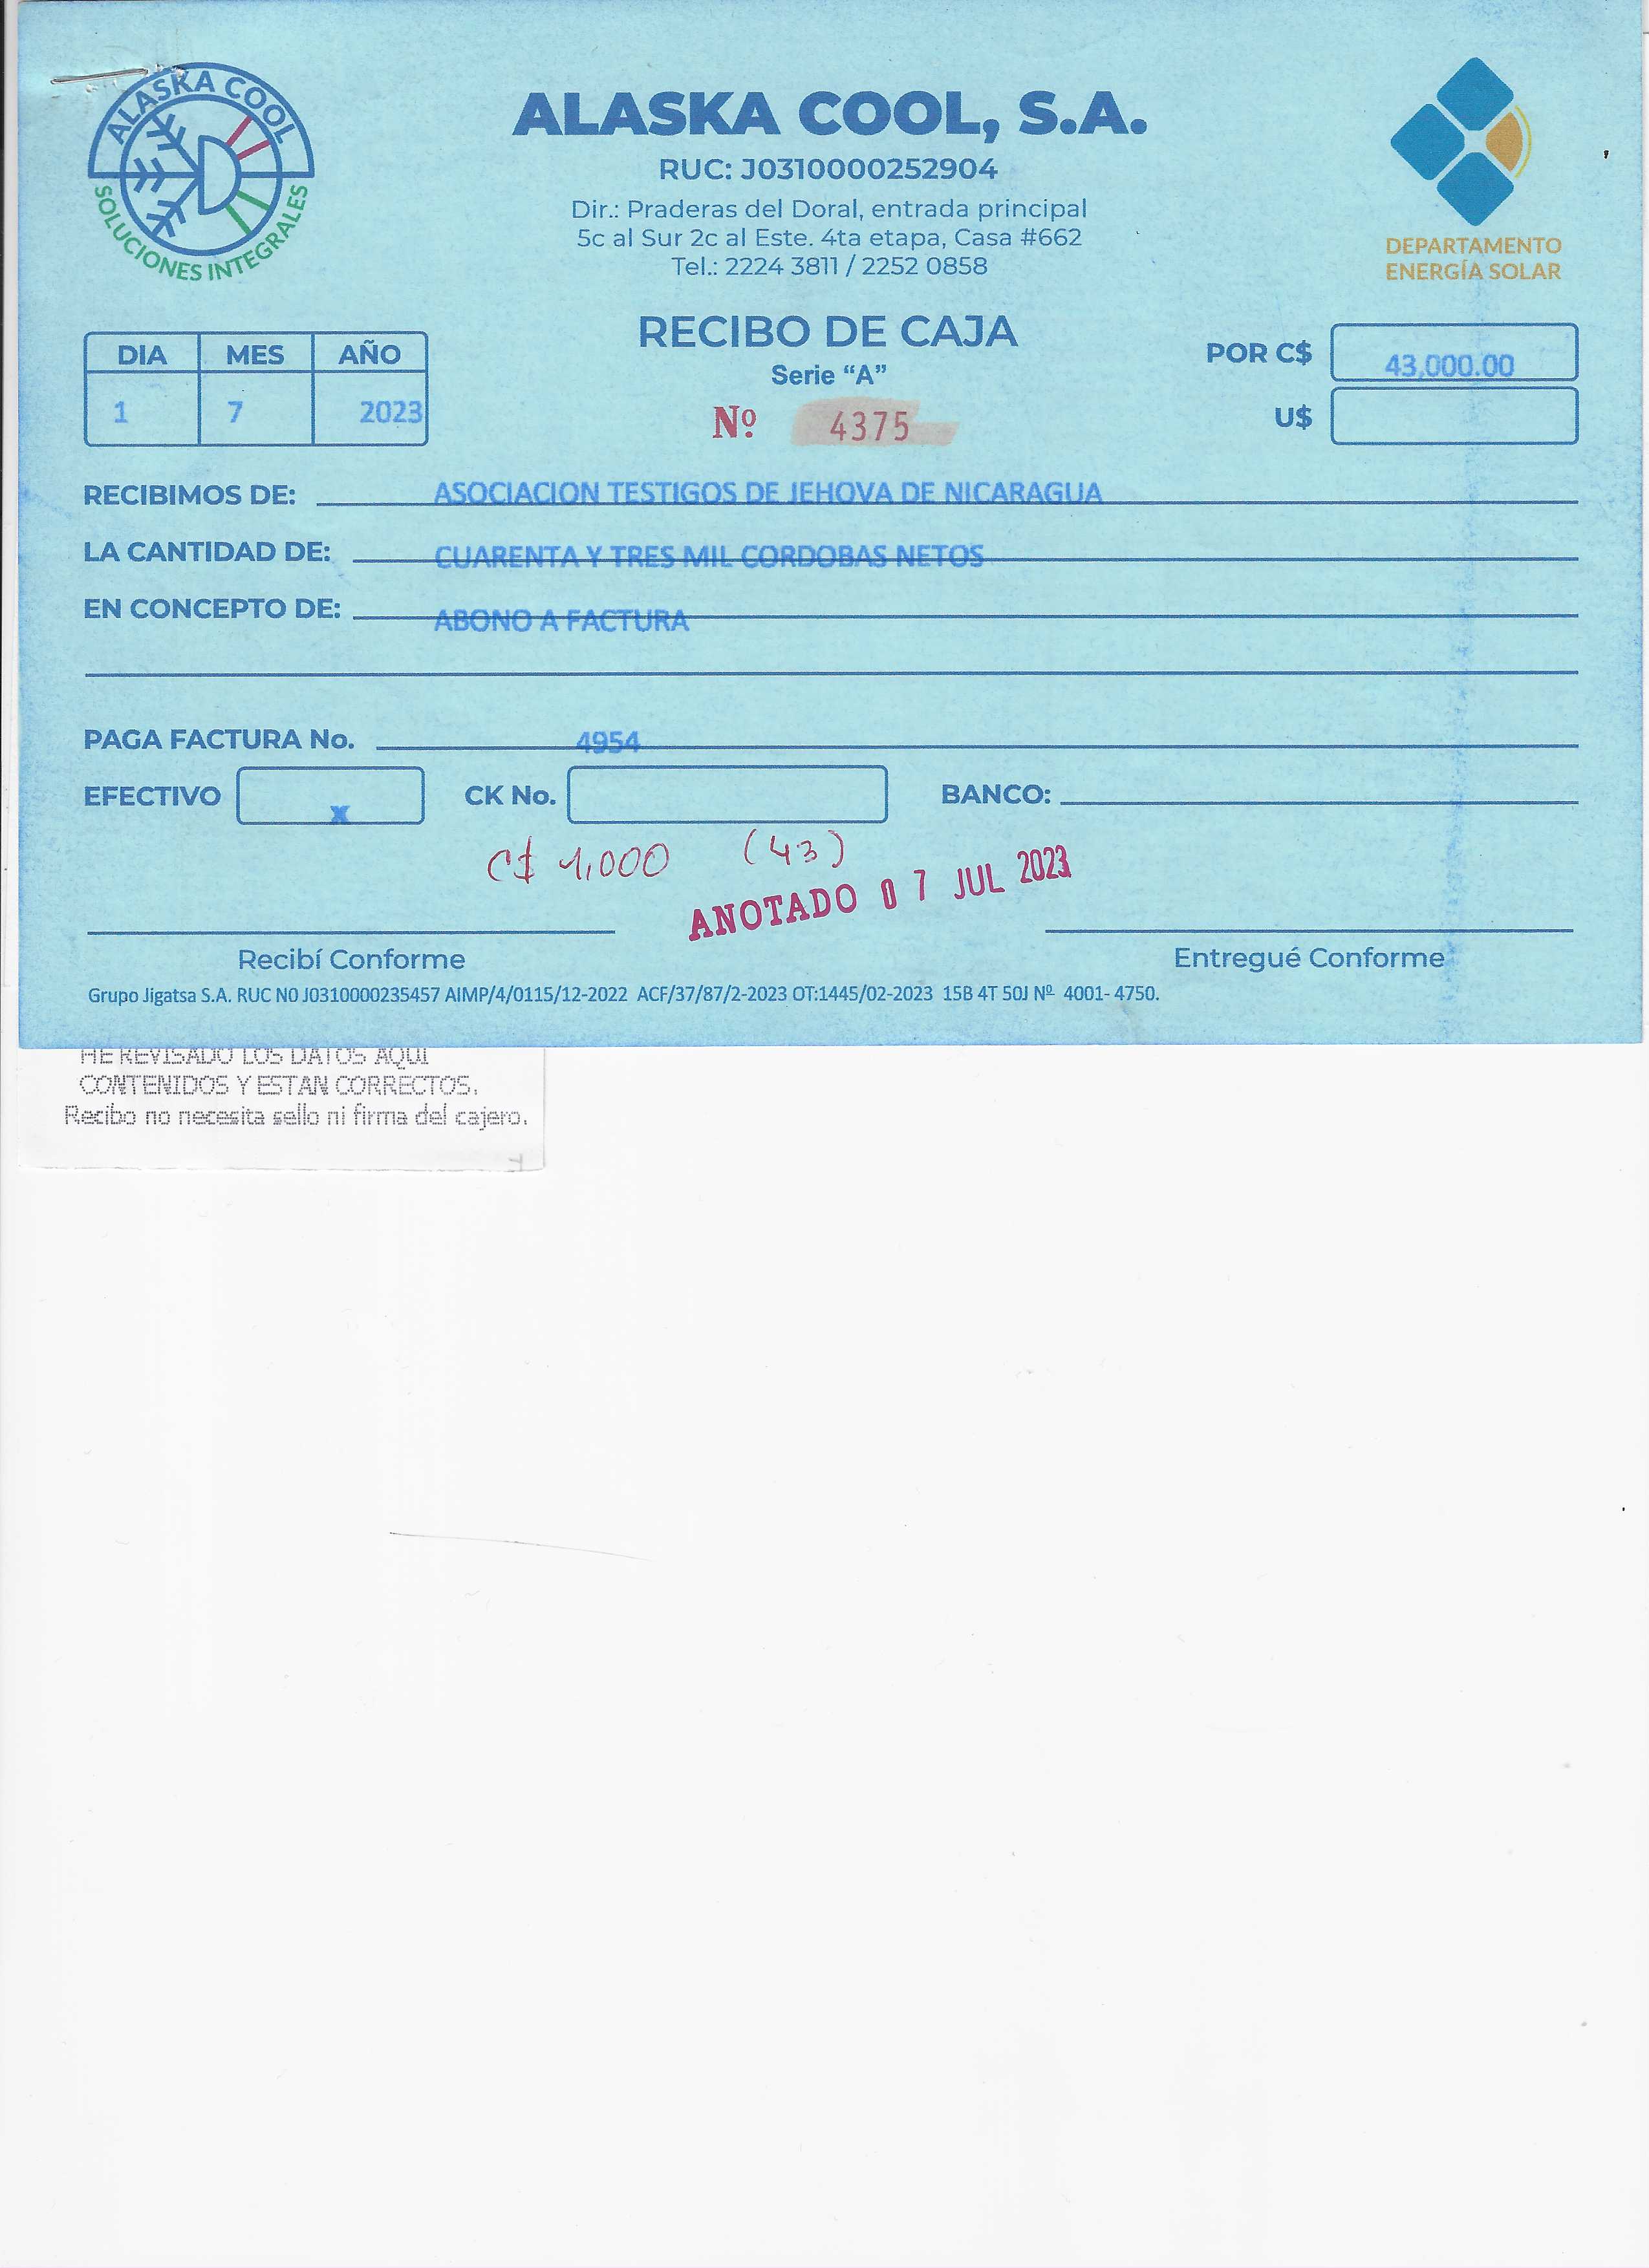 ALASKA COOL
SOLUCIONES INTEGRALES
ALASKA COOL, S.A.
RUC: J0310000252904
Dir.: Praderas del Doral, entrada principal
5c al Sur 2c al Este. 4ta etapa, Casa #662
Tel.: 2224 3811 / 2252 0858
DEPARTAMENTO
ENERGÍA SOLAR
RECIBO DE CAJA
Serie “A”
Nº 4375
DIA MES AÑO
1 7 2023
POR C$ 43,000.00
U$
RECIBIMOS DE: ASOCIACION TESTIGOS DE JEHOVA DE NICARAGUA
LA CANTIDAD DE: CUARENTA Y TRES MIL CORDOBAS NETOS
EN CONCEPTO DE: ABONO A FACTURA
PAGA FACTURA No. 4954
EFECTIVO x CK No. BANCO:
C$ 1,000 (43)
ANOTADO 07 JUL 2023
Recibí Conforme Entregué Conforme
Grupo Jigatsa S.A. RUC N0 J0310000235457 AIMP/4/0115/12-2022 ACF/37/87/2-2023 OT:1445/02-2023 15B 4T 50J Nº 4001-4750.
HE REVISADO LOS DATOS AQUI
CONTENIDOS Y ESTAN CORRECTOS.
Recibo no necesita sello ni firma del cajero.